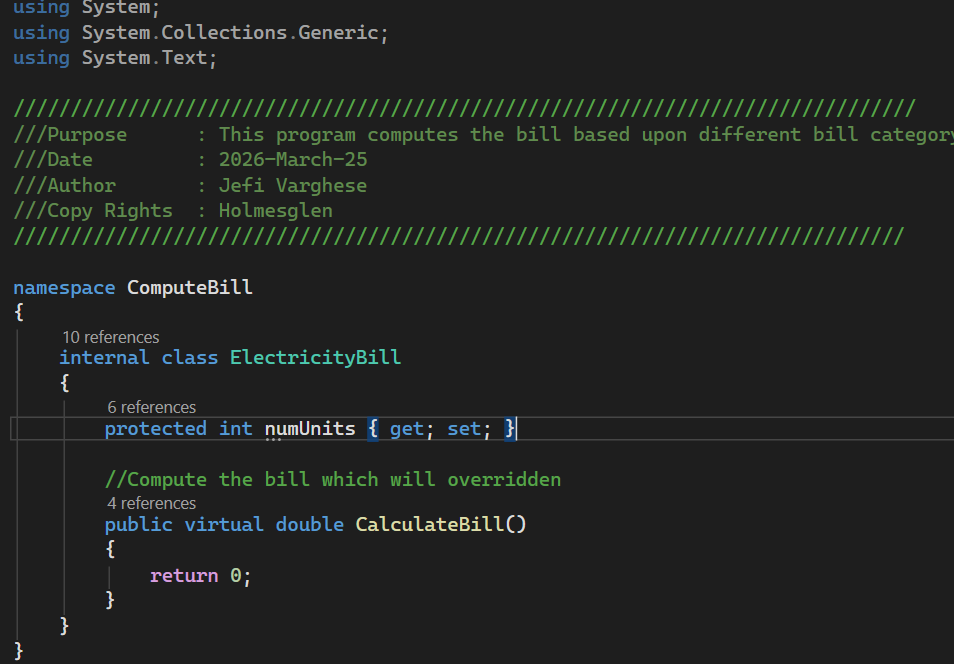 using System;
using System.Collections.Generic;
using System.Text;
///////////////////////////////////////////////////////////////////////////////
///Purpose      : This program computes the bill based upon different bill category
///Date         : 2026-March-25
///Author       : Jefi Varghese
///Copy Rights  : Holmesglen
//////////////////////////////////////////////////////////////////////////////
namespace ComputeBill
{
10 references
internal class ElectricityBill
{
6 references
protected int numUnits { get; set; }
//Compute the bill which will overridden
4 references
public virtual double CalculateBill()
{
return 0;
}
}
}